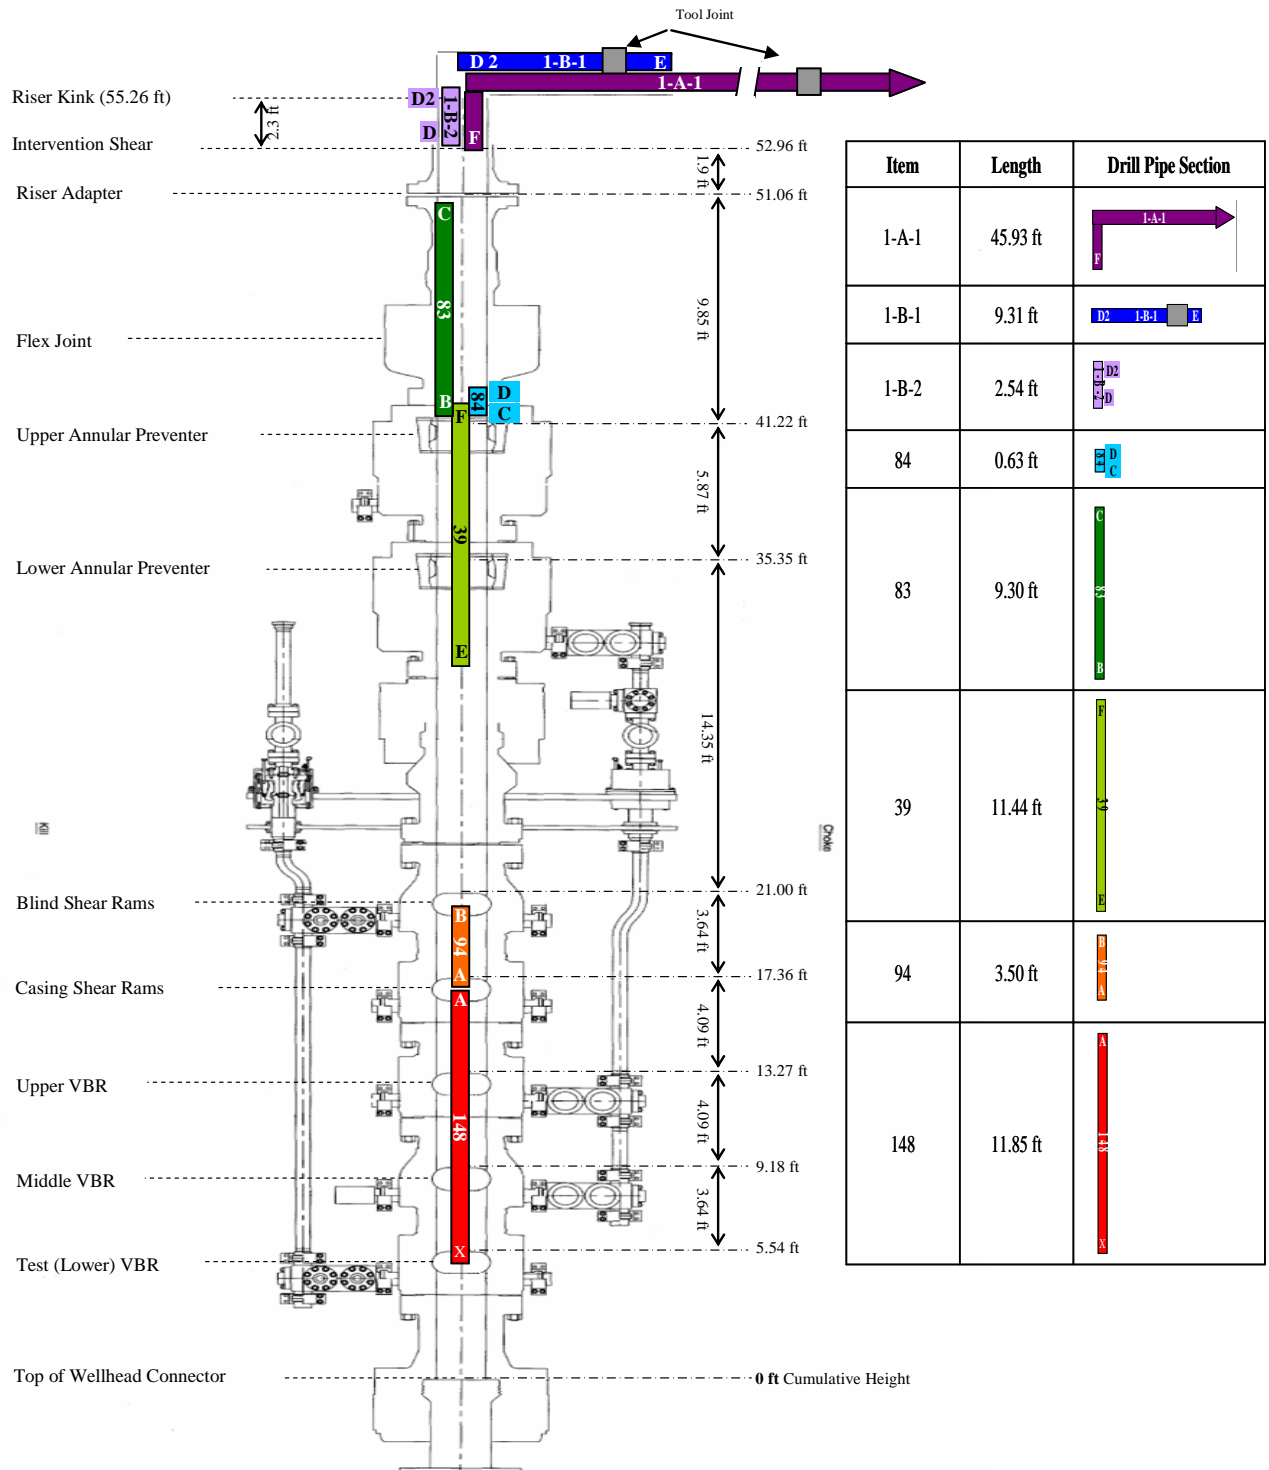 Tool Joint
D 2 1-B-1 E
1-A-1
Riser Kink (55.26 ft)
D2
1-B-2
D
F
2.3 ft
Intervention Shear
52.96 ft
1.9 ft
Riser Adapter
51.06 ft
C
83
B
9.85 ft
Flex Joint
84
D
C
F
39
E
41.22 ft
Upper Annular Preventer
5.87 ft
35.35 ft
Lower Annular Preventer
14.35 ft
Kill
Choke
21.00 ft
Blind Shear Rams
B
94
A
3.64 ft
17.36 ft
Casing Shear Rams
A
148
X
4.09 ft
13.27 ft
Upper VBR
4.09 ft
9.18 ft
Middle VBR
3.64 ft
5.54 ft
Test (Lower) VBR
Top of Wellhead Connector
0 ft Cumulative Height
Item Length Drill Pipe Section
1-A-1 45.93 ft 1-A-1 F
1-B-1 9.31 ft D2 1-B-1 E
1-B-2 2.54 ft 1-B-2 D2 D
84 0.63 ft 84 D C
83 9.30 ft C 83 B
39 11.44 ft F 39 E
94 3.50 ft B 94 A
148 11.85 ft A 148 X